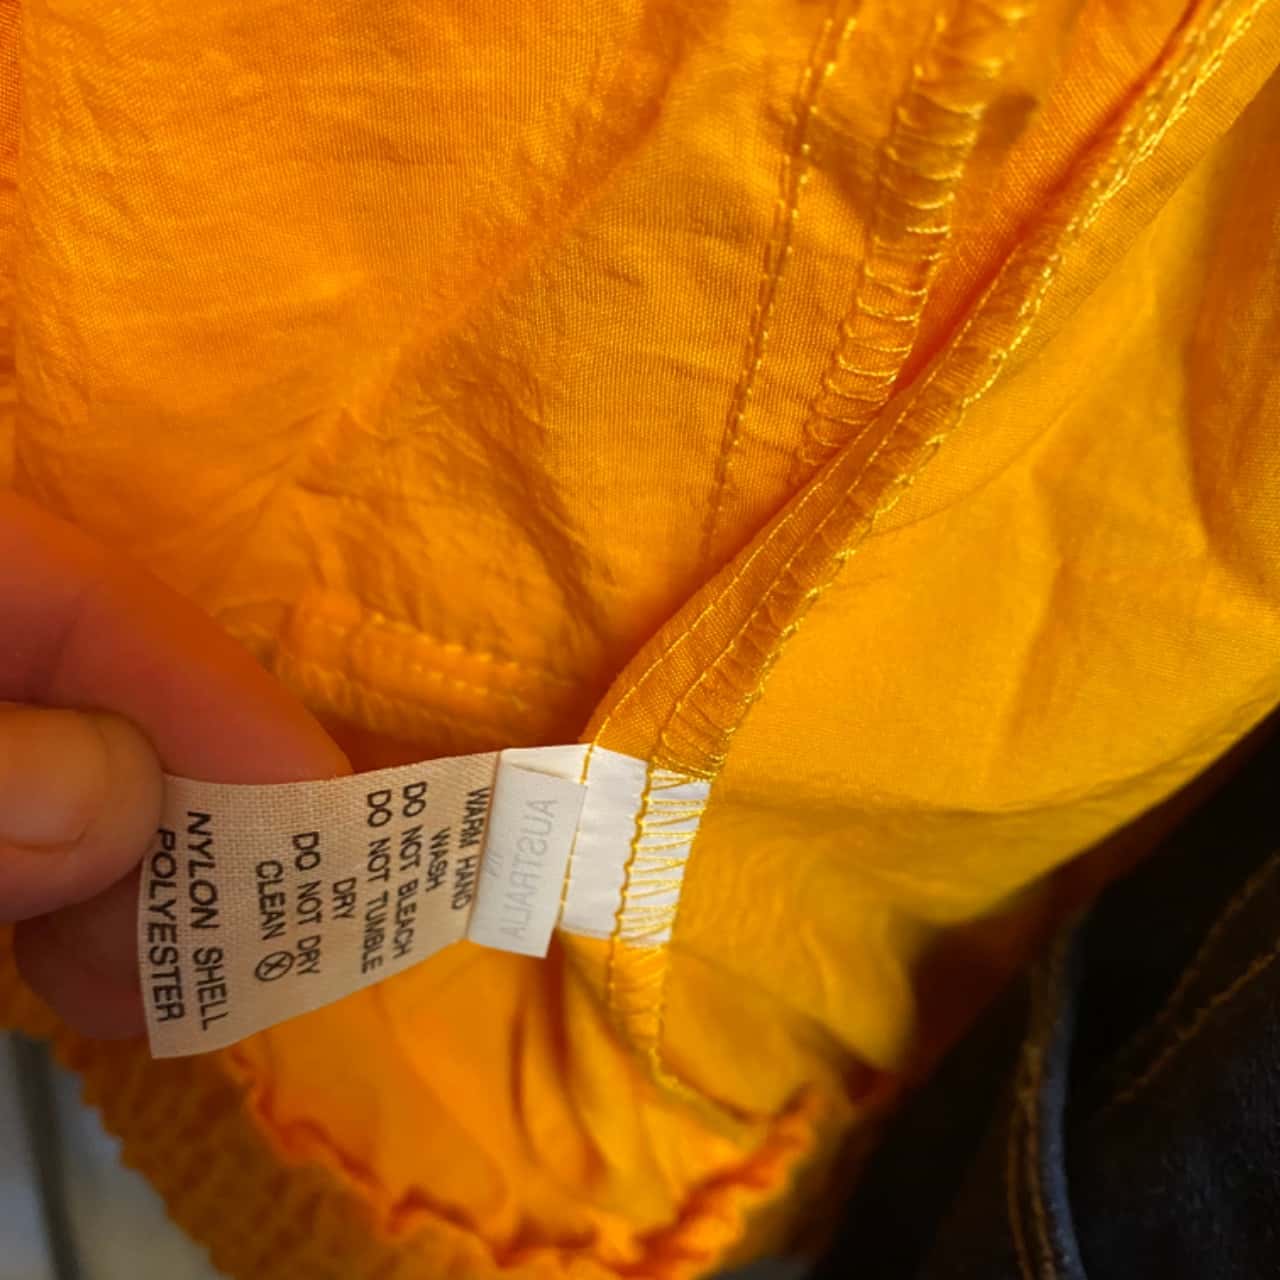 AUSTRALIA
WARM HAND
WASH
DO NOT BLEACH
DO NOT TUMBLE
DRY
DO NOT DRY
CLEAN
NYLON SHELL
POLYESTER